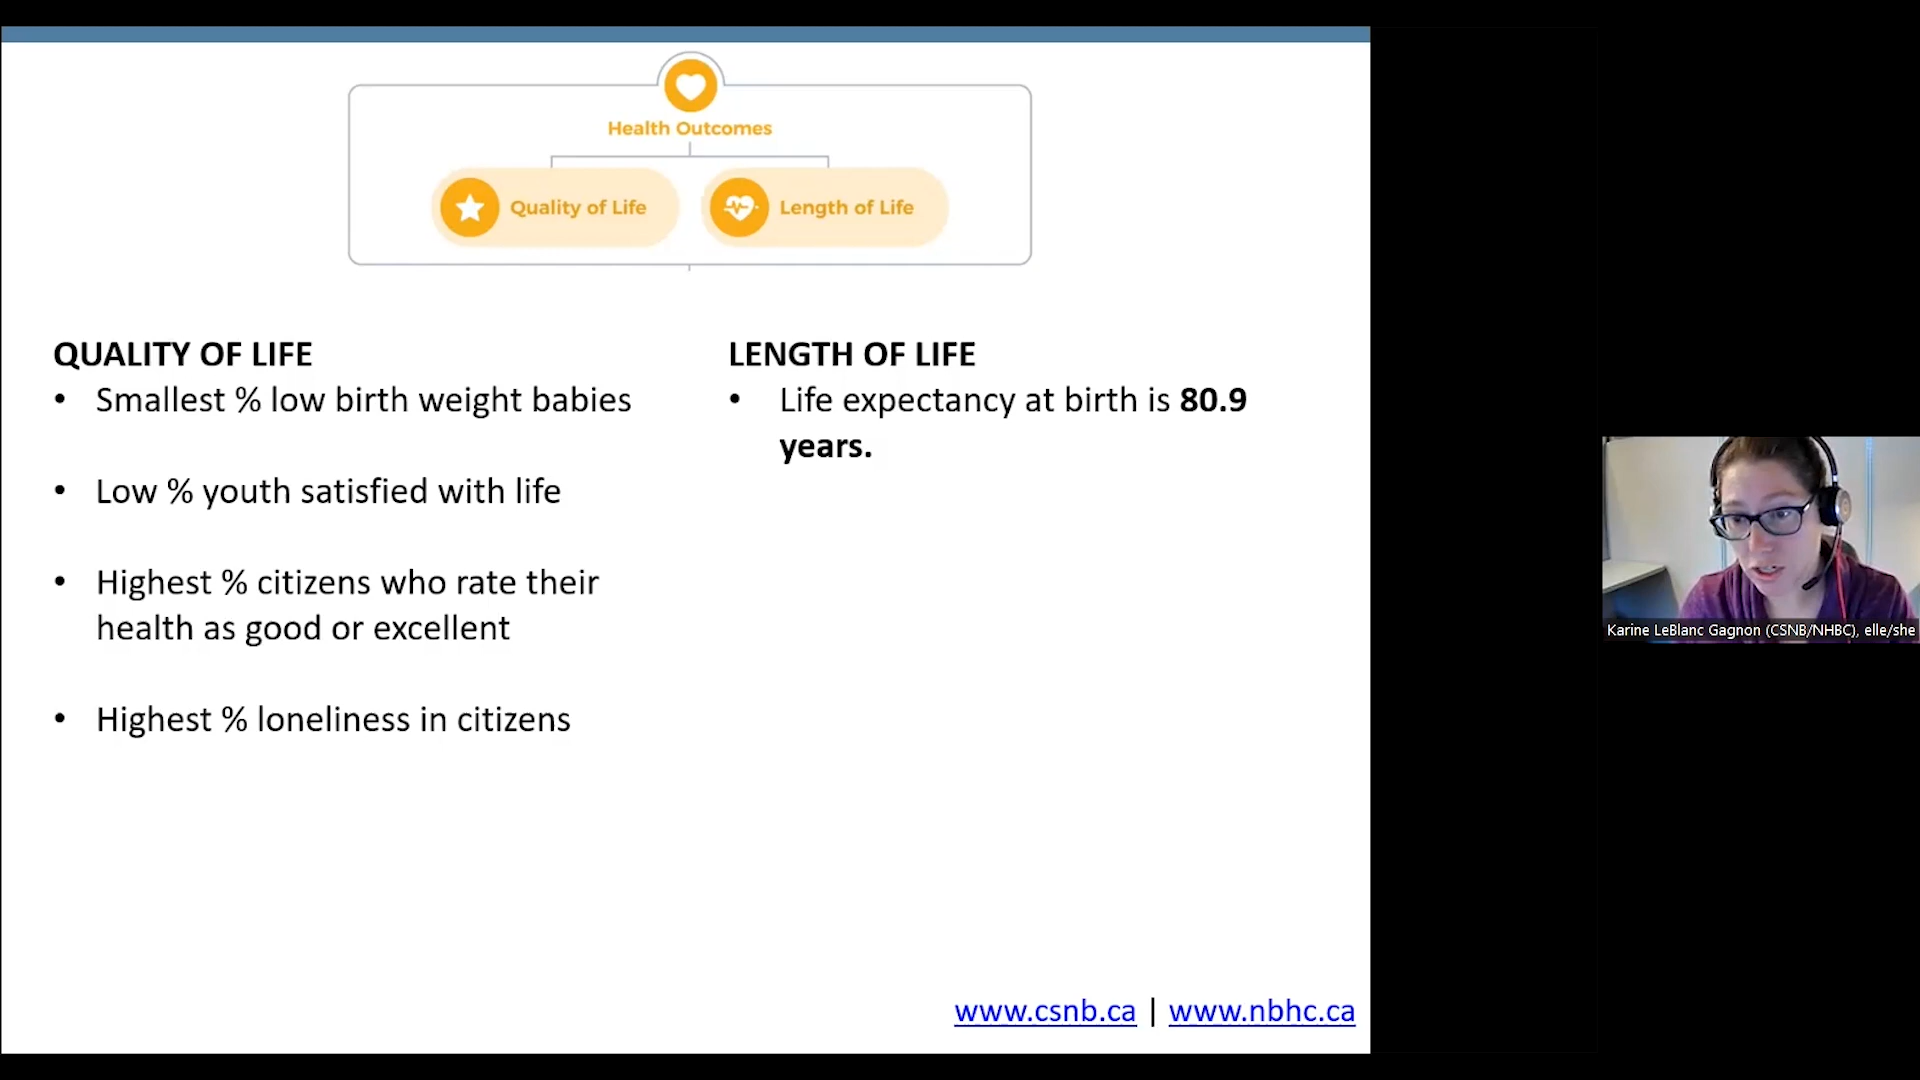 Health Outcomes
Quality of Life
Length of Life
QUALITY OF LIFE
• Smallest % low birth weight babies
• Low % youth satisfied with life
• Highest % citizens who rate their
health as good or excellent
• Highest % loneliness in citizens
LENGTH OF LIFE
• Life expectancy at birth is 80.9
years.
www.csnb.ca | www.nbhc.ca
Karine LeBlanc Gagnon (CSNB/NHBC), elle/she